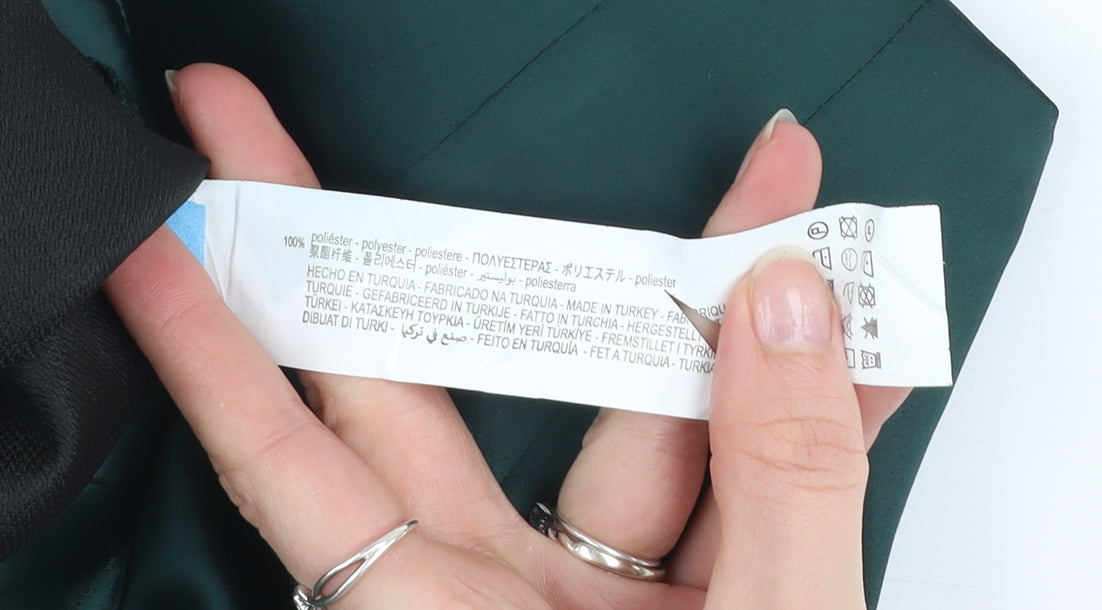 100% poliéster - polyester - poliestere - ΠΟΛΥΕΣΤΕΡΑΣ - ポリエステル - poliester
聚酯纤维 - 폴리에스터 - polièster - بوليستير - poliesterra
HECHO EN TURQUIA - FABRICADO NA TURQUIA - MADE IN TURKEY -
TURQUIE - GEFABRICEERD IN TURKIJE - FATTO IN TURCHIA -
TÜRKEI - ΚΑΤΑΣΚΕΥΗ ΤΟΥΡΚΙΑ - ÜRETİM YERİ TÜRKİYE - FREMSTILLET I
DIBUAT DI TURKI - صنع في تركيا - FEITO EN TURQUÍA - FET A TURQUIA -